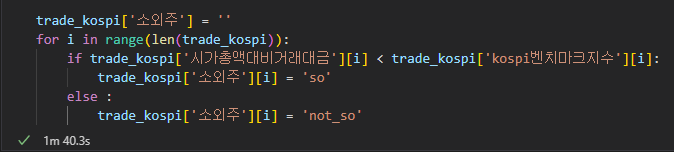 trade_kospi['소외주'] = ''
for i in range(len(trade_kospi)):
    if trade_kospi['시가총액대비거래대금'][i] < trade_kospi['kospi벤치마크지수'][i]:
        trade_kospi['소외주'][i] = 'so'
    else :
        trade_kospi['소외주'][i] = 'not_so'
1m 40.3s